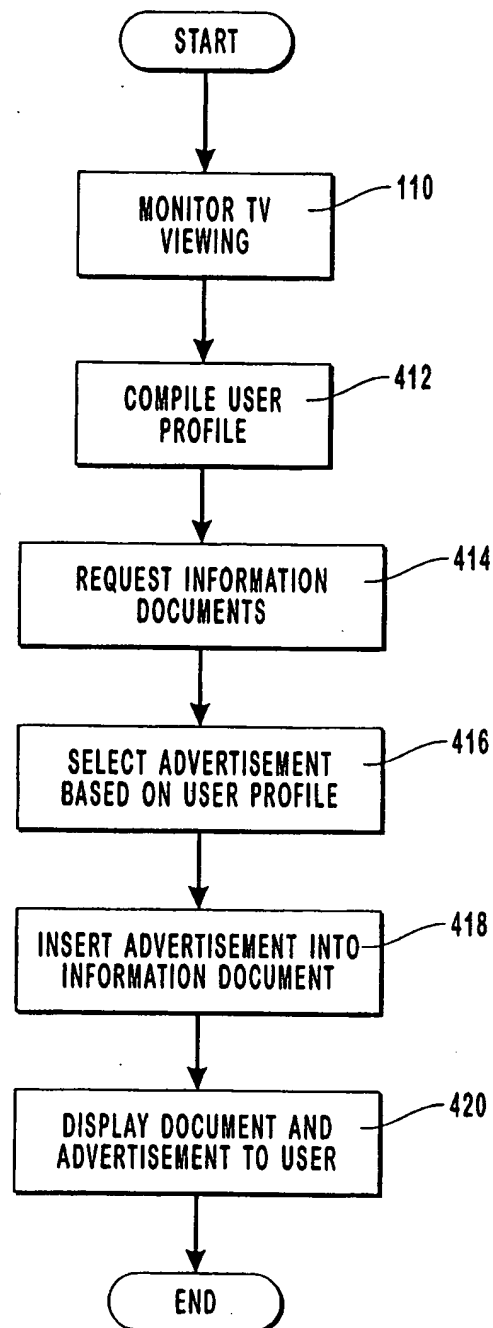 START
MONITOR TV
VIEWING
110
COMPILE USER
PROFILE
412
REQUEST INFORMATION
DOCUMENTS
414
SELECT ADVERTISEMENT
BASED ON USER PROFILE
416
INSERT ADVERTISEMENT INTO
INFORMATION DOCUMENT
418
DISPLAY DOCUMENT AND
ADVERTISEMENT TO USER
420
END